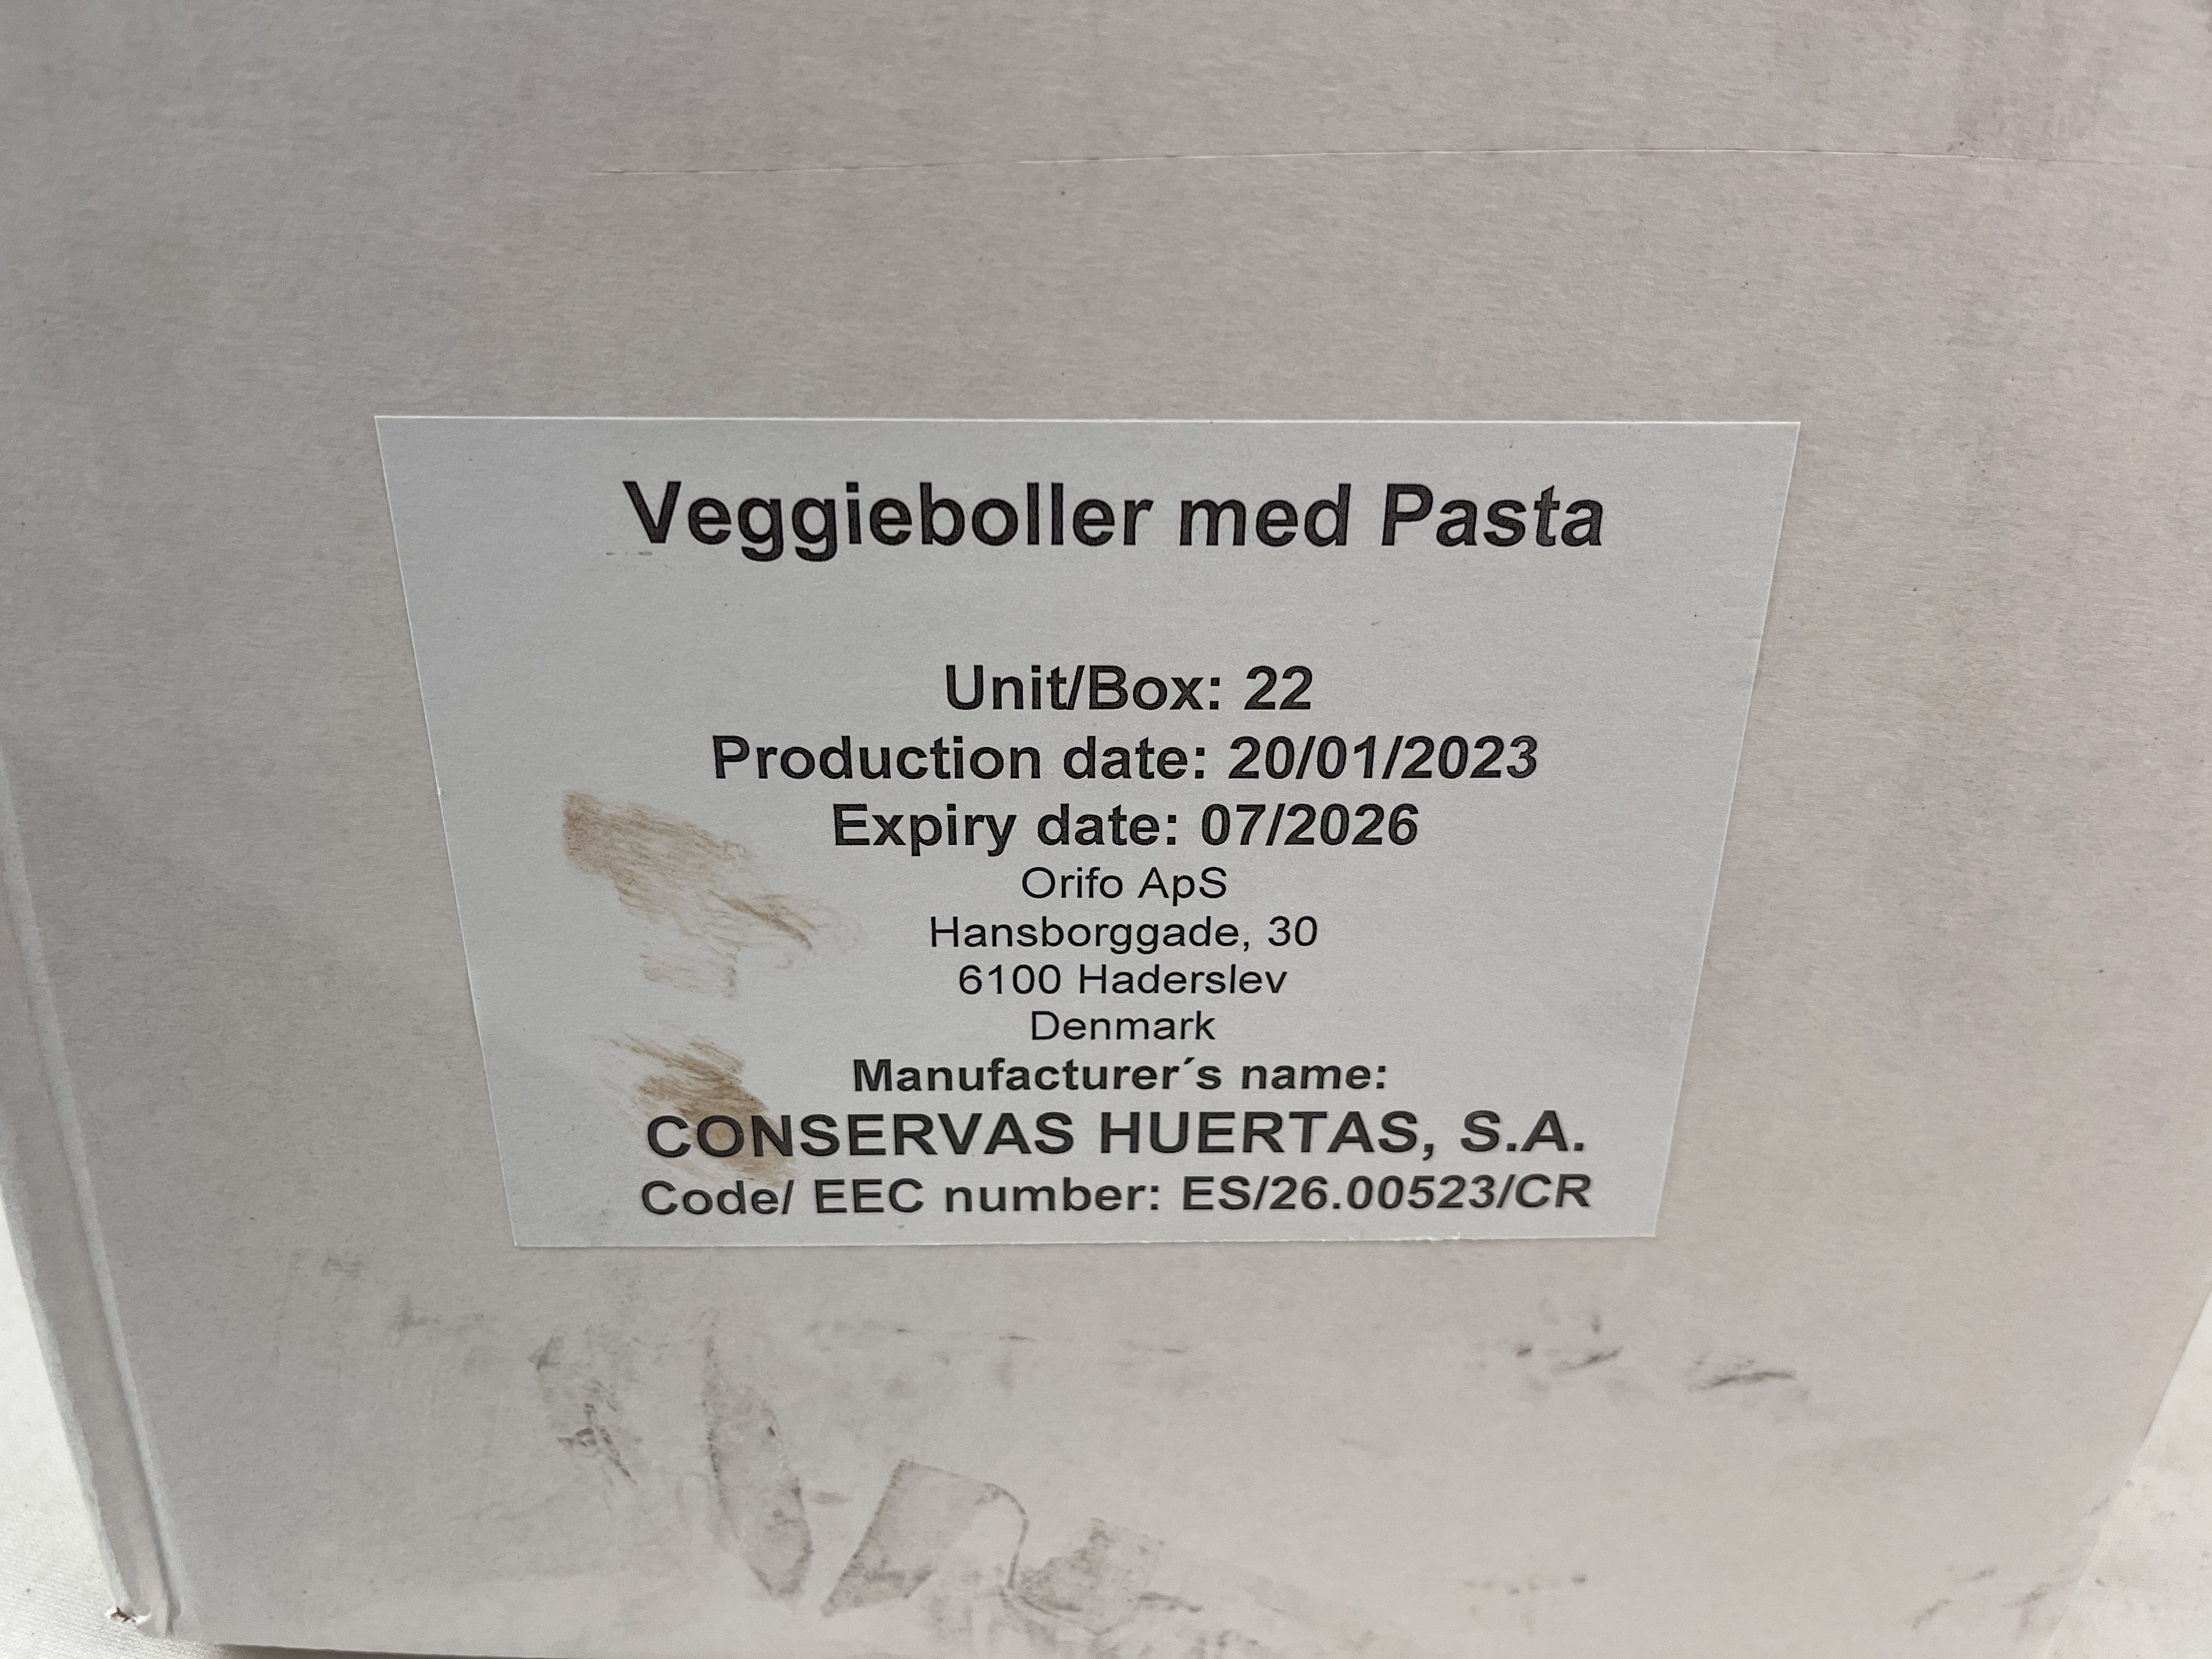 Veggieboller med Pasta
Unit/Box: 22
Production date: 20/01/2023
Expiry date: 07/2026
Orifo ApS
Hansborggade, 30
6100 Haderslev
Denmark
Manufacturer´s name:
CONSERVAS HUERTAS, S.A.
Code/ EEC number: ES/26.00523/CR